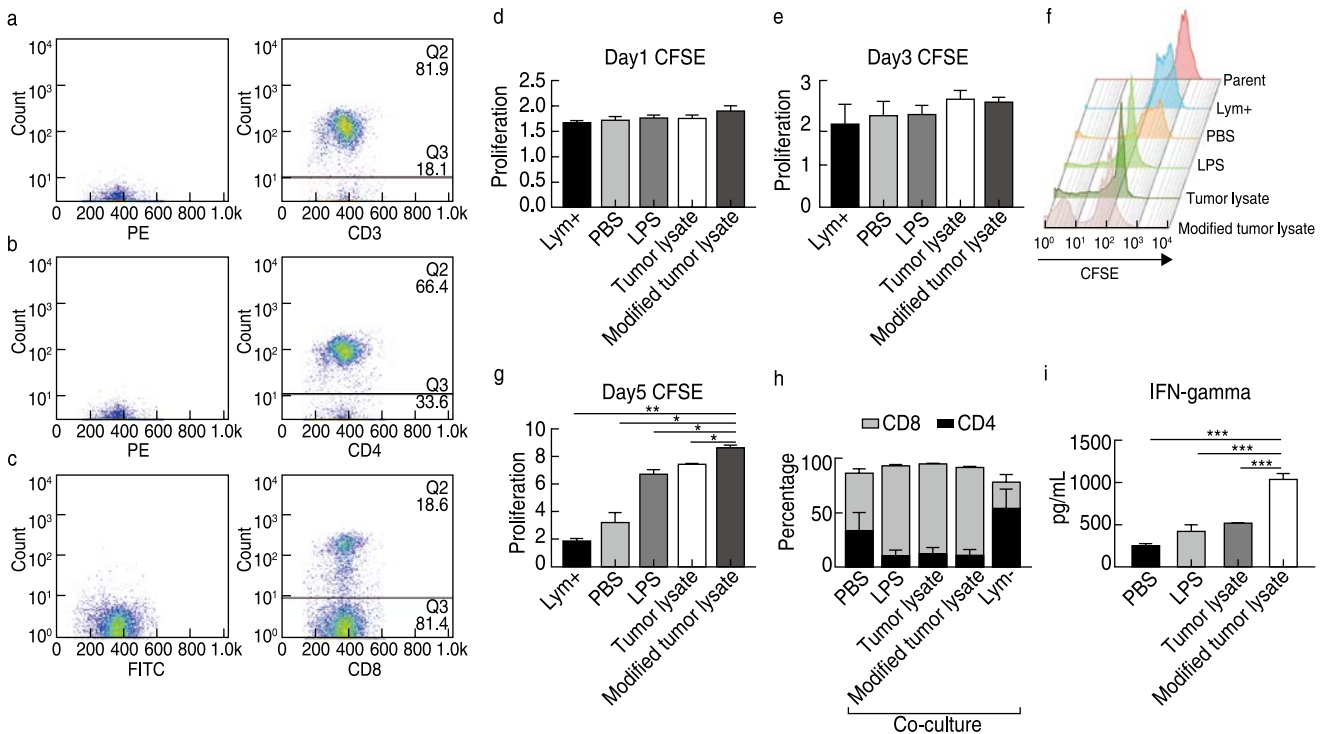 a
10⁴
10³
10²
10¹
Count
0 200 400 600 800 1.0k
PE
Q2
81.9
Q3
18.1
10⁴
10³
10²
10¹
Count
0 200 400 600 800 1.0k
CD3
b
10⁴
10³
10²
10¹
Count
0 200 400 600 800 1.0k
PE
Q2
66.4
Q3
33.6
10⁴
10³
10²
10¹
Count
0 200 400 600 800 1.0k
CD4
c
10⁴
10³
10²
10¹
10⁰
Count
0 200 400 600 800 1.0k
FITC
Q2
18.6
Q3
81.4
10⁴
10³
10²
10¹
10⁰
Count
0 200 400 600 800 1.0k
CD8
d
Day1 CFSE
2.5
2.0
1.5
1.0
0.5
0.0
Proliferation
Lym+
PBS
LPS
Tumor lysate
Modified tumor lysate
e
Day3 CFSE
3
2
1
0
Proliferation
Lym+
PBS
LPS
Tumor lysate
Modified tumor lysate
f
Parent
Lym+
PBS
LPS
Tumor lysate
Modified tumor lysate
10⁰ 10¹ 10² 10³ 10⁴
CFSE
g
Day5 CFSE
**
*
*
*
10
8
6
4
2
0
Proliferation
Lym+
PBS
LPS
Tumor lysate
Modified tumor lysate
h
CD8 CD4
100
50
0
Percentage
PBS
LPS
Tumor lysate
Modified tumor lysate
Lym-
Co-culture
i
IFN-gamma
***
***
***
1500
1000
500
0
pg/mL
PBS
LPS
Tumor lysate
Modified tumor lysate